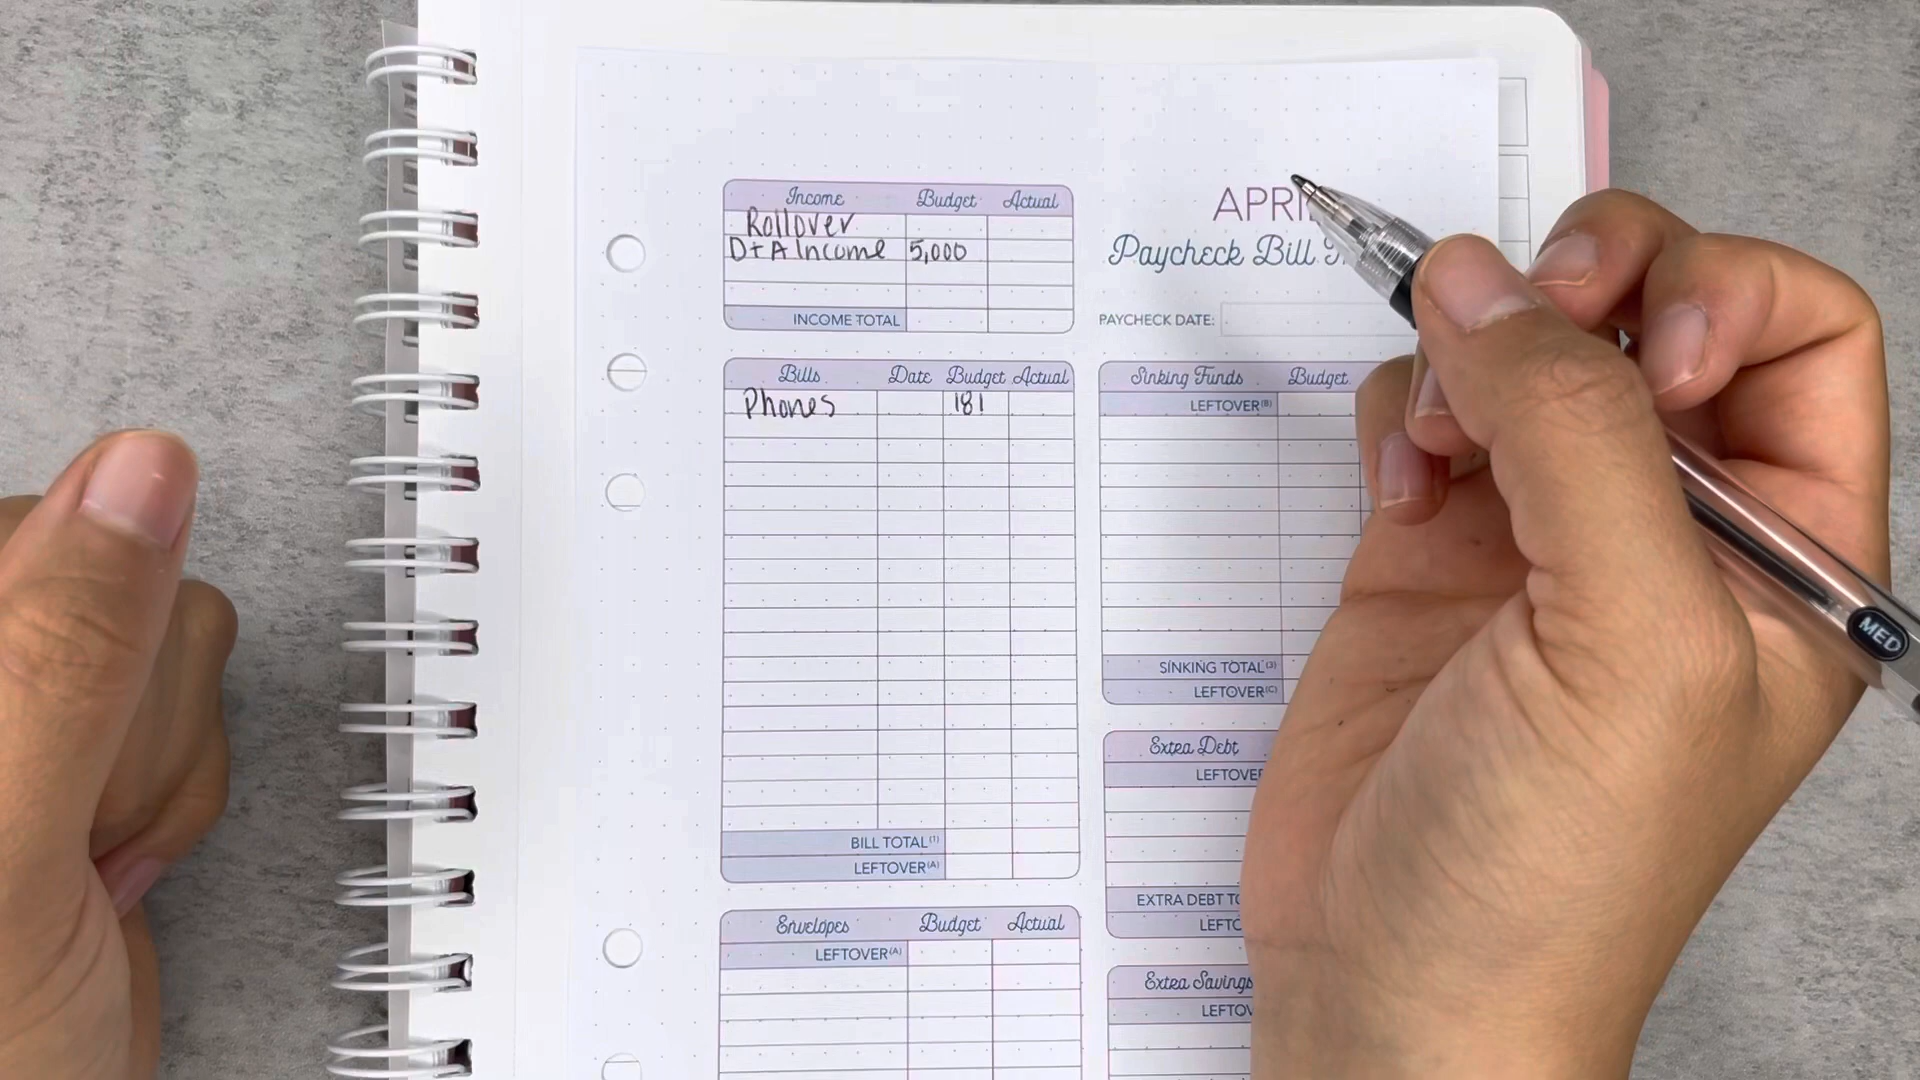 Income Budget Actual
Rollover
D+A Income 5,000
INCOME TOTAL
APRI
Paycheck Bill
PAYCHECK DATE:
Bills Date Budget Actual
Phones 181
BILL TOTAL (1)
LEFTOVER (A)
Envelopes Budget Actual
LEFTOVER (A)
Sinking Funds Budget
LEFTOVER (B)
SINKING TOTAL (3)
LEFTOVER (C)
Extra Debt
LEFTOVE
EXTRA DEBT TO
LEFTO
Extra Savings
LEFTOV
MED